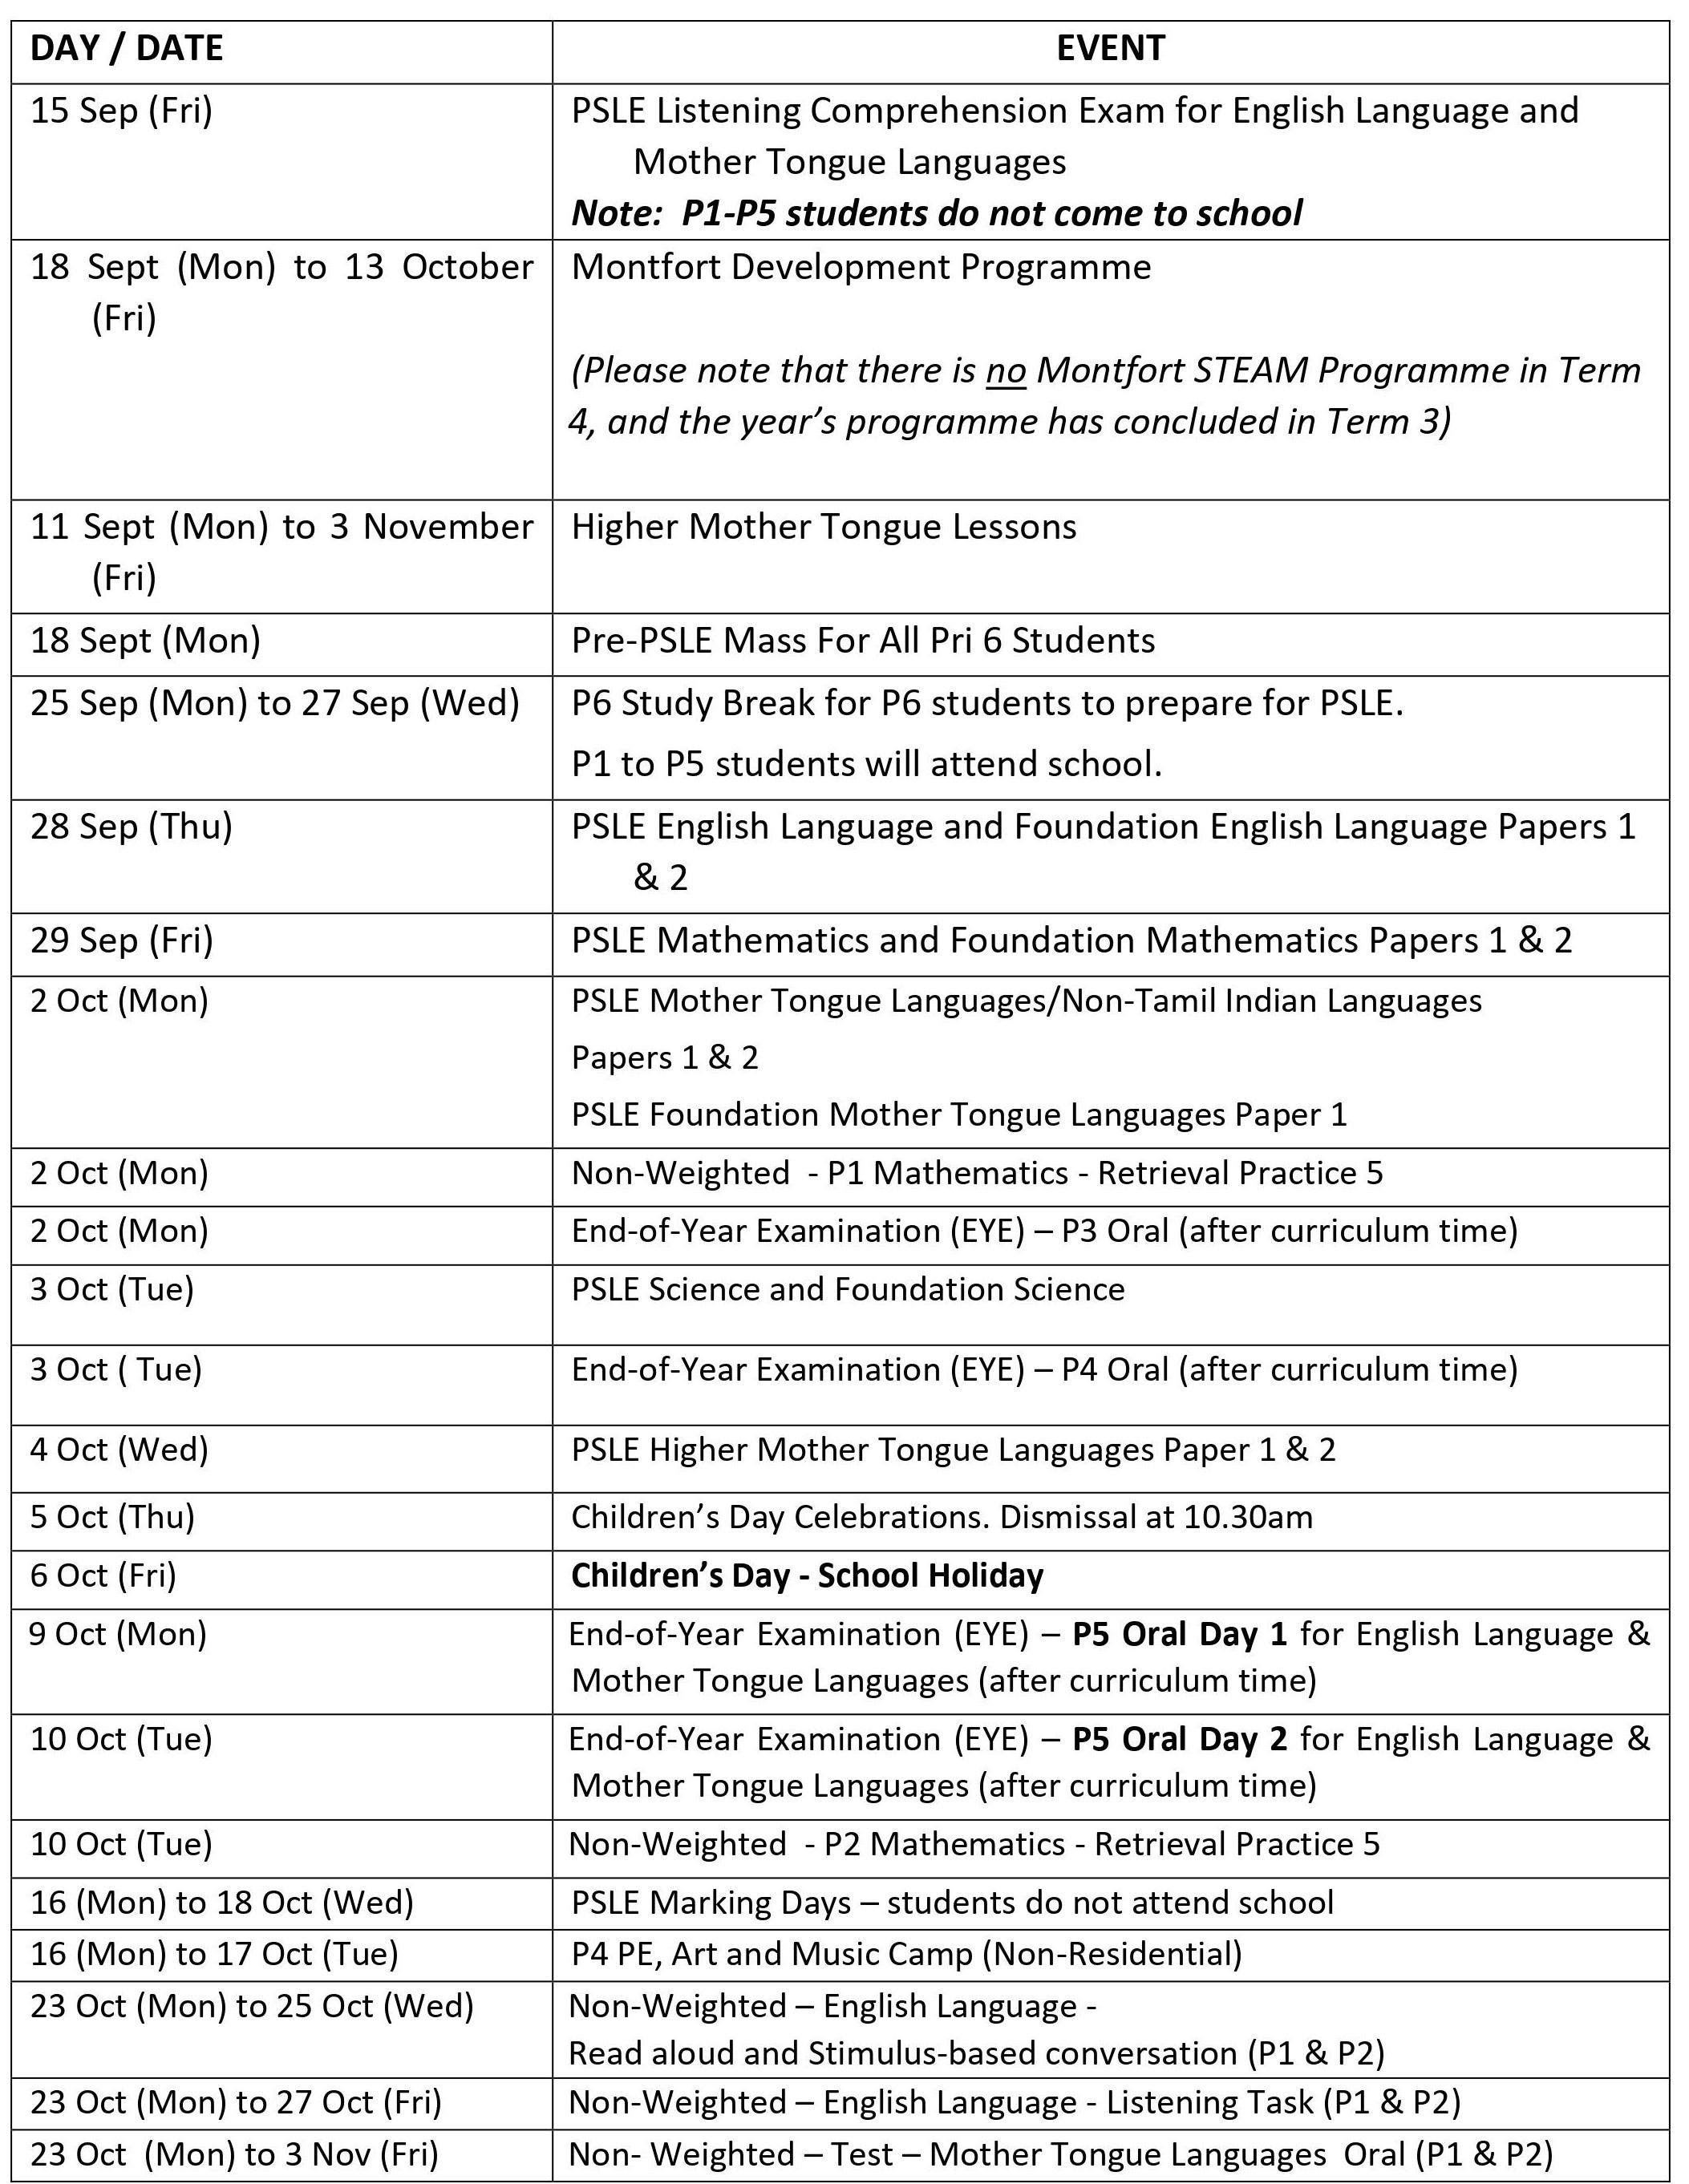 DAY / DATE
EVENT
15 Sep (Fri)
PSLE Listening Comprehension Exam for English Language and
Mother Tongue Languages
Note:  P1-P5 students do not come to school
18 Sept (Mon) to 13 October
(Fri)
Montfort Development Programme
(Please note that there is no Montfort STEAM Programme in Term
4, and the year’s programme has concluded in Term 3)
11 Sept (Mon) to 3 November
(Fri)
Higher Mother Tongue Lessons
18 Sept (Mon)
Pre-PSLE Mass For All Pri 6 Students
25 Sep (Mon) to 27 Sep (Wed)
P6 Study Break for P6 students to prepare for PSLE.
P1 to P5 students will attend school.
28 Sep (Thu)
PSLE English Language and Foundation English Language Papers 1
& 2
29 Sep (Fri)
PSLE Mathematics and Foundation Mathematics Papers 1 & 2
2 Oct (Mon)
PSLE Mother Tongue Languages/Non-Tamil Indian Languages
Papers 1 & 2
PSLE Foundation Mother Tongue Languages Paper 1
2 Oct (Mon)
Non-Weighted  - P1 Mathematics - Retrieval Practice 5
2 Oct (Mon)
End-of-Year Examination (EYE) – P3 Oral (after curriculum time)
3 Oct (Tue)
PSLE Science and Foundation Science
3 Oct ( Tue)
End-of-Year Examination (EYE) – P4 Oral (after curriculum time)
4 Oct (Wed)
PSLE Higher Mother Tongue Languages Paper 1 & 2
5 Oct (Thu)
Children’s Day Celebrations. Dismissal at 10.30am
6 Oct (Fri)
Children’s Day - School Holiday
9 Oct (Mon)
End-of-Year Examination (EYE) – P5 Oral Day 1 for English Language &
Mother Tongue Languages (after curriculum time)
10 Oct (Tue)
End-of-Year Examination (EYE) – P5 Oral Day 2 for English Language &
Mother Tongue Languages (after curriculum time)
10 Oct (Tue)
Non-Weighted  - P2 Mathematics - Retrieval Practice 5
16 (Mon) to 18 Oct (Wed)
PSLE Marking Days – students do not attend school
16 (Mon) to 17 Oct (Tue)
P4 PE, Art and Music Camp (Non-Residential)
23 Oct (Mon) to 25 Oct (Wed)
Non-Weighted – English Language -
Read aloud and Stimulus-based conversation (P1 & P2)
23 Oct (Mon) to 27 Oct (Fri)
Non-Weighted – English Language - Listening Task (P1 & P2)
23 Oct  (Mon) to 3 Nov (Fri)
Non- Weighted – Test – Mother Tongue Languages  Oral (P1 & P2)